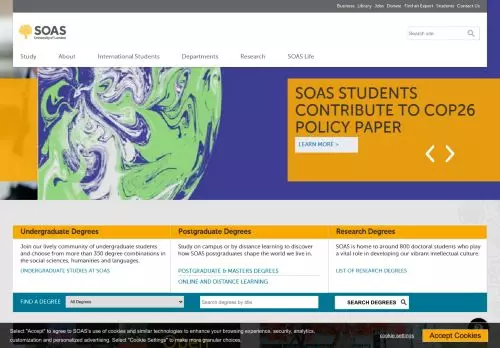 Business Library Jobs Donate Find an Expert Students Contact Us
SOAS
University of London
Search site
Study About International Students Departments Research SOAS Life
SOAS STUDENTS
CONTRIBUTE TO COP26
POLICY PAPER
LEARN MORE >
Undergraduate Degrees
Join our lively community of undergraduate students
and choose from more than 350 degree combinations in
the social sciences, humanities and languages.
UNDERGRADUATE STUDIES AT SOAS
Postgraduate Degrees
Study on campus or by distance learning to discover
how SOAS postgraduates shape the world we live in.
POSTGRADUATE & MASTERS DEGREES
ONLINE AND DISTANCE LEARNING
Research Degrees
SOAS is home to around 800 doctoral students who play
a vital role in developing our vibrant intellectual culture.
LIST OF RESEARCH DEGREES
FIND A DEGREE All Degrees Search degrees by title SEARCH DEGREES
Select "Accept" to agree to SOAS's use of cookies and similar technologies to enhance your browsing experience, security, analytics,
customization and personalized advertising. Select "Cookie Settings" to make more granular choices.
cookie settings Accept Cookies